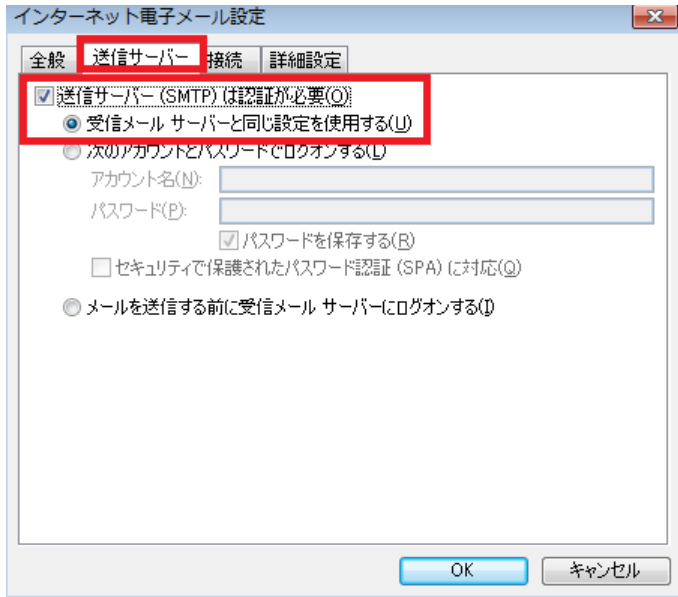 インターネット電子メール設定
全般 送信サーバー 接続 詳細設定
送信サーバー (SMTP) は認証が必要(O)
受信メール サーバーと同じ設定を使用する(U)
次のアカウントとパスワードでログオンする(L)
アカウント名(N):
パスワード(P):
パスワードを保存する(R)
セキュリティで保護されたパスワード認証 (SPA) に対応(Q)
メールを送信する前に受信メール サーバーにログオンする(I)
OK キャンセル